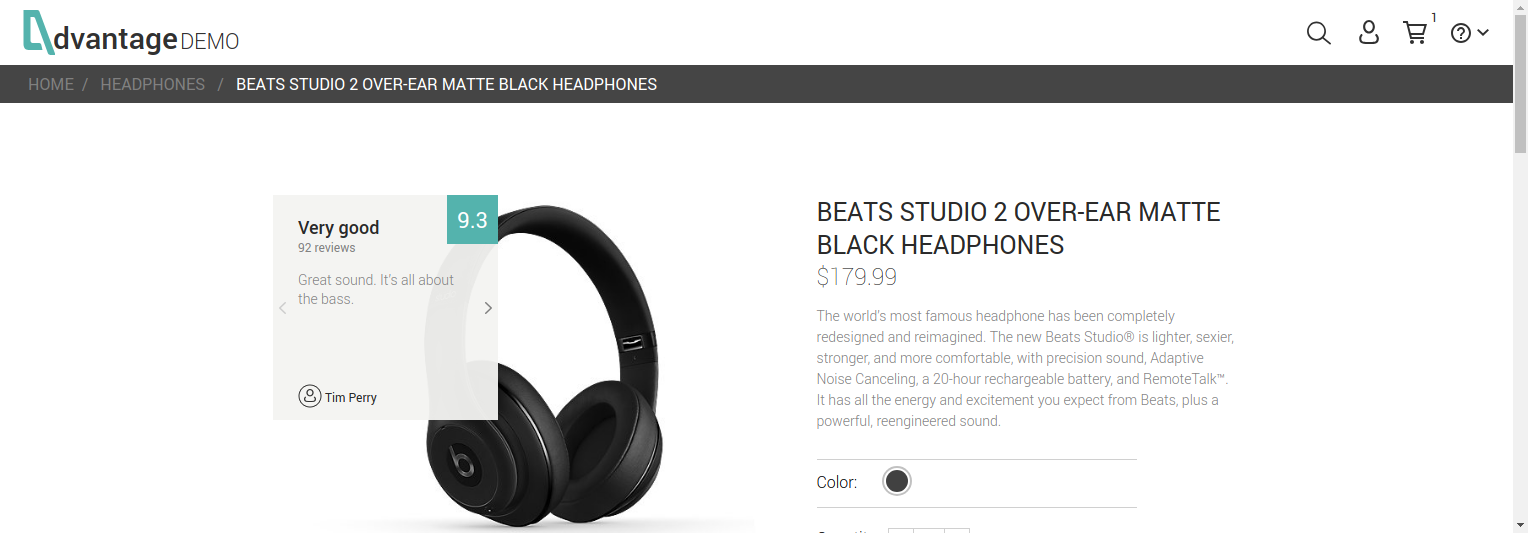 dvantage DEMO
1
HOME / HEADPHONES / BEATS STUDIO 2 OVER-EAR MATTE BLACK HEADPHONES
Very good
9.3
92 reviews
Great sound. It's all about
the bass.
Tim Perry
BEATS STUDIO 2 OVER-EAR MATTE
BLACK HEADPHONES
$179.99
The world's most famous headphone has been completely
redesigned and reimagined. The new Beats Studio® is lighter, sexier,
stronger, and more comfortable, with precision sound, Adaptive
Noise Canceling, a 20-hour rechargeable battery, and RemoteTalk™.
It has all the energy and excitement you expect from Beats, plus a
powerful, reengineered sound.
Color: